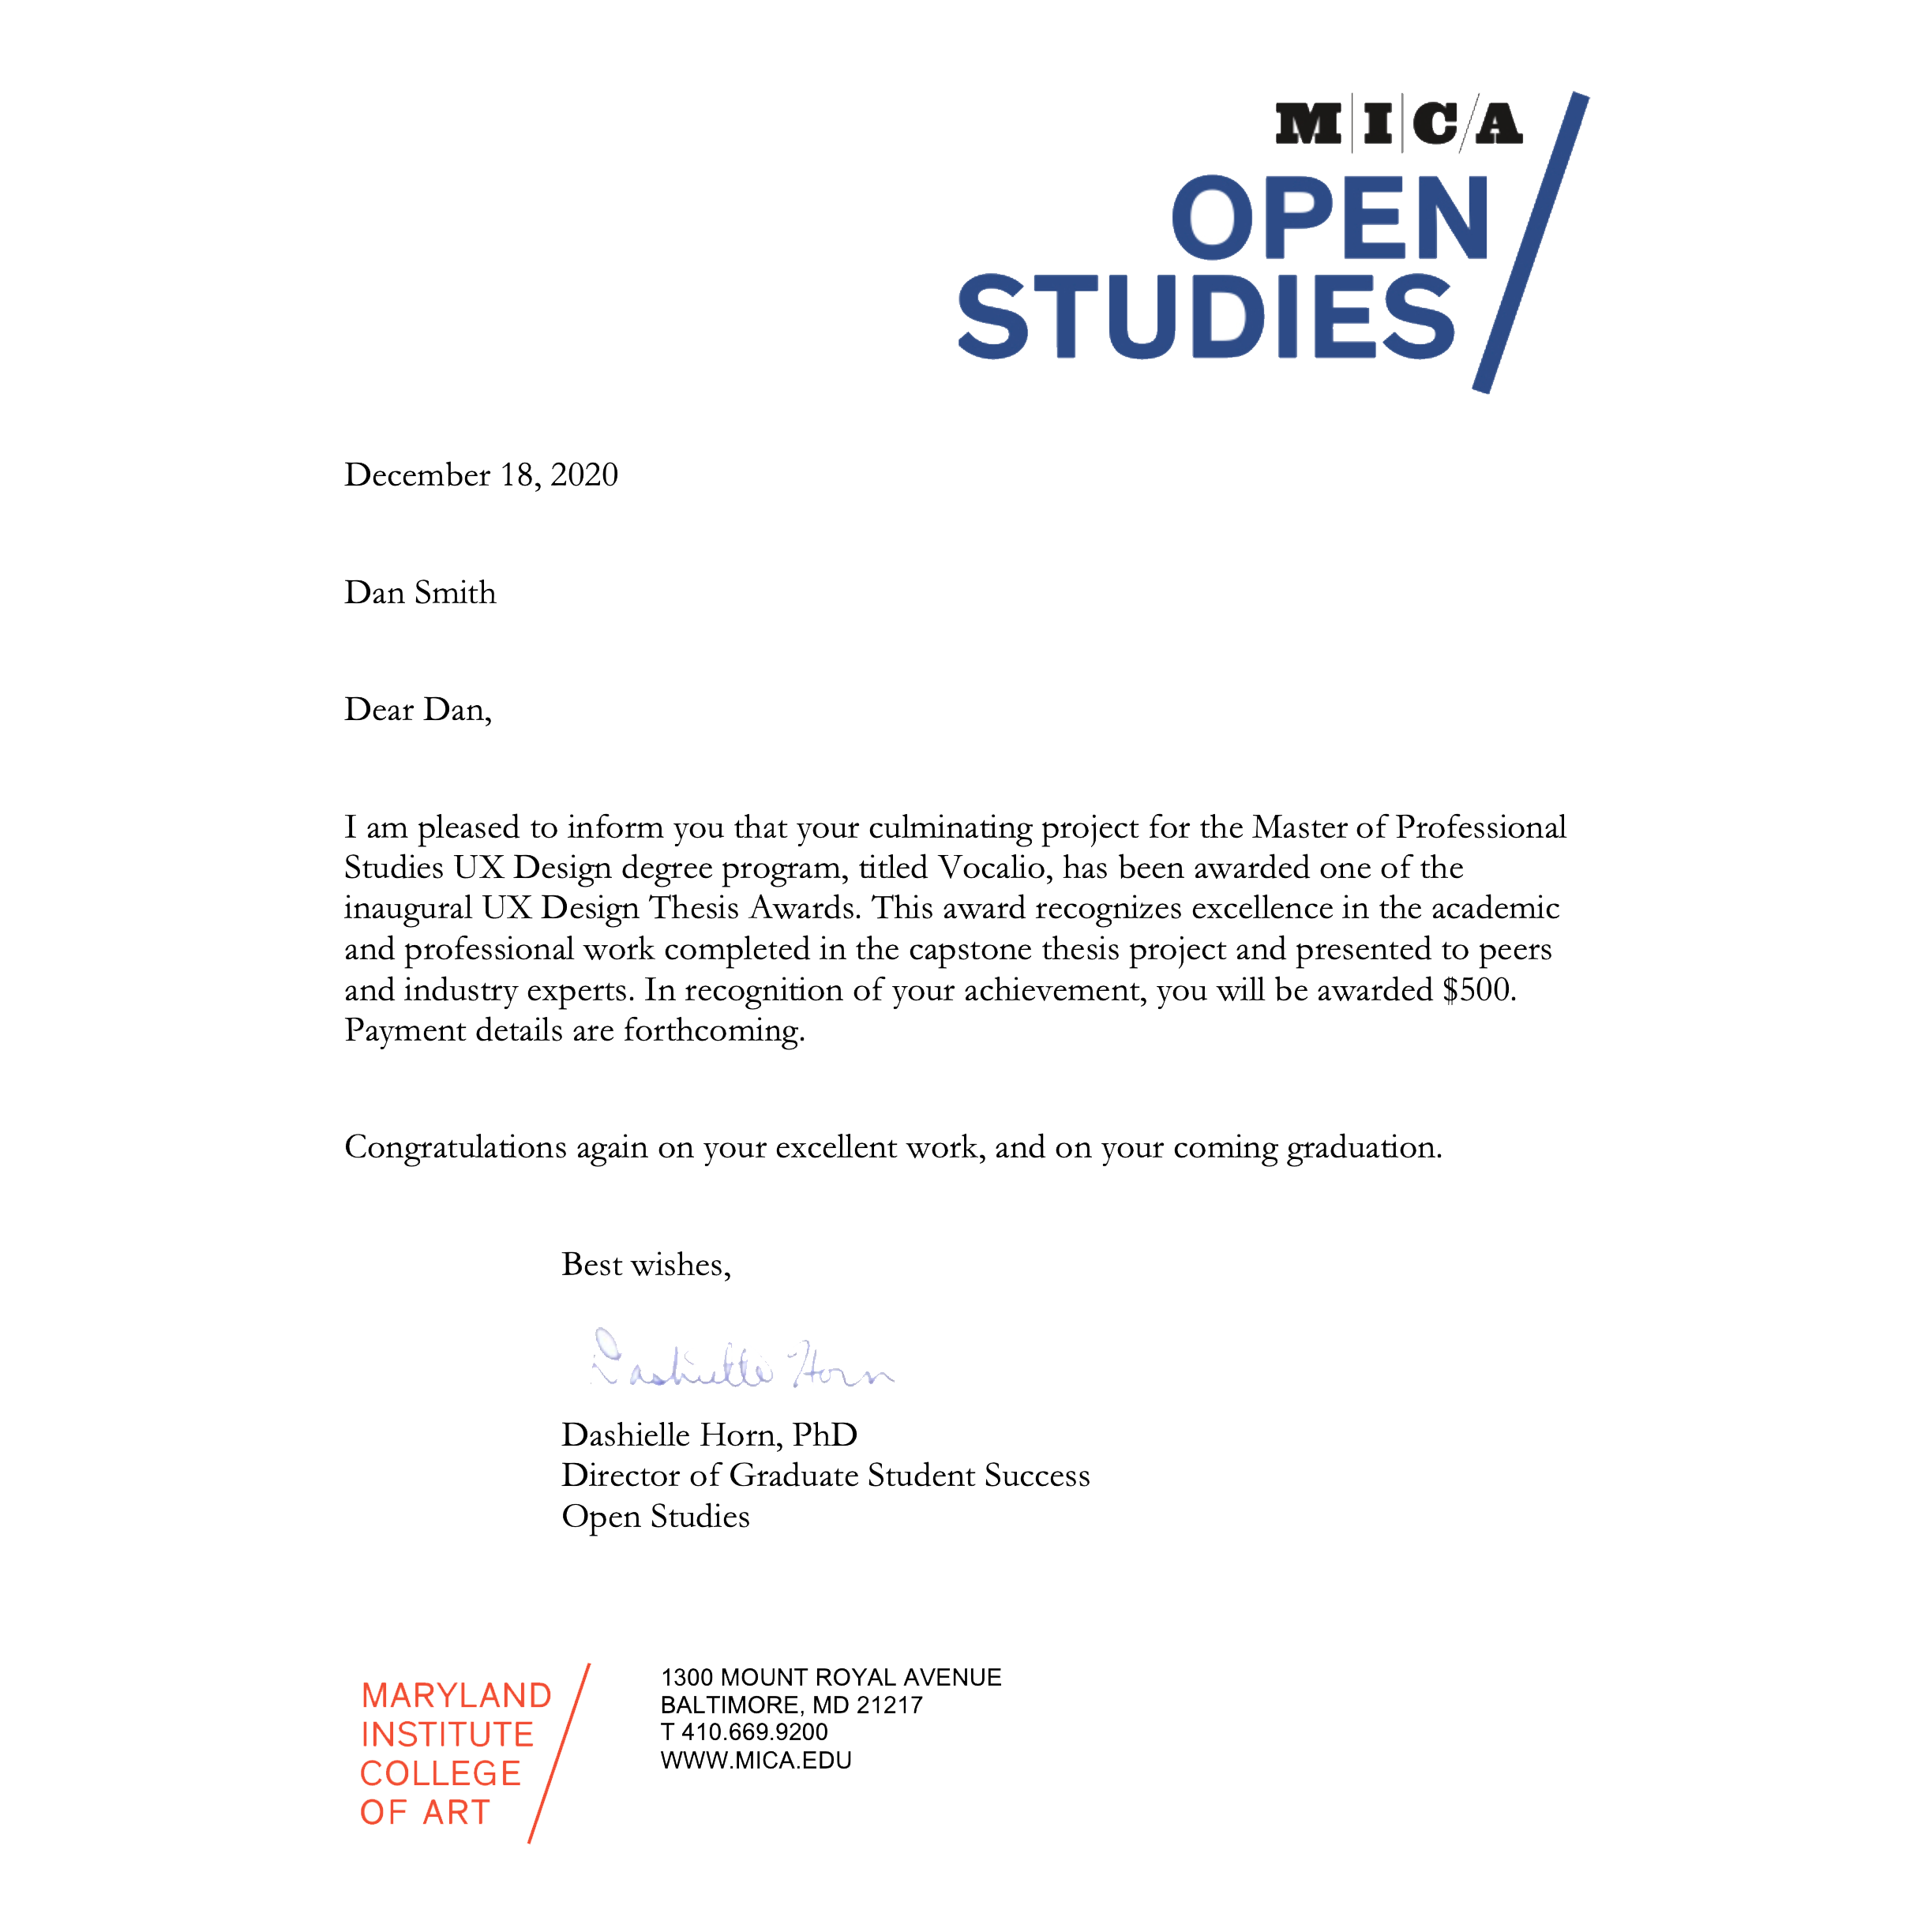 M|I|C/A
OPEN
STUDIES
December 18, 2020
Dan Smith
Dear Dan,
I am pleased to inform you that your culminating project for the Master of Professional
Studies UX Design degree program, titled Vocalio, has been awarded one of the
inaugural UX Design Thesis Awards. This award recognizes excellence in the academic
and professional work completed in the capstone thesis project and presented to peers
and industry experts. In recognition of your achievement, you will be awarded $500.
Payment details are forthcoming.
Congratulations again on your excellent work, and on your coming graduation.
Best wishes,
Dashielle Horn
Dashielle Horn, PhD
Director of Graduate Student Success
Open Studies
MARYLAND
INSTITUTE
COLLEGE
OF ART
1300 MOUNT ROYAL AVENUE
BALTIMORE, MD 21217
T 410.669.9200
WWW.MICA.EDU